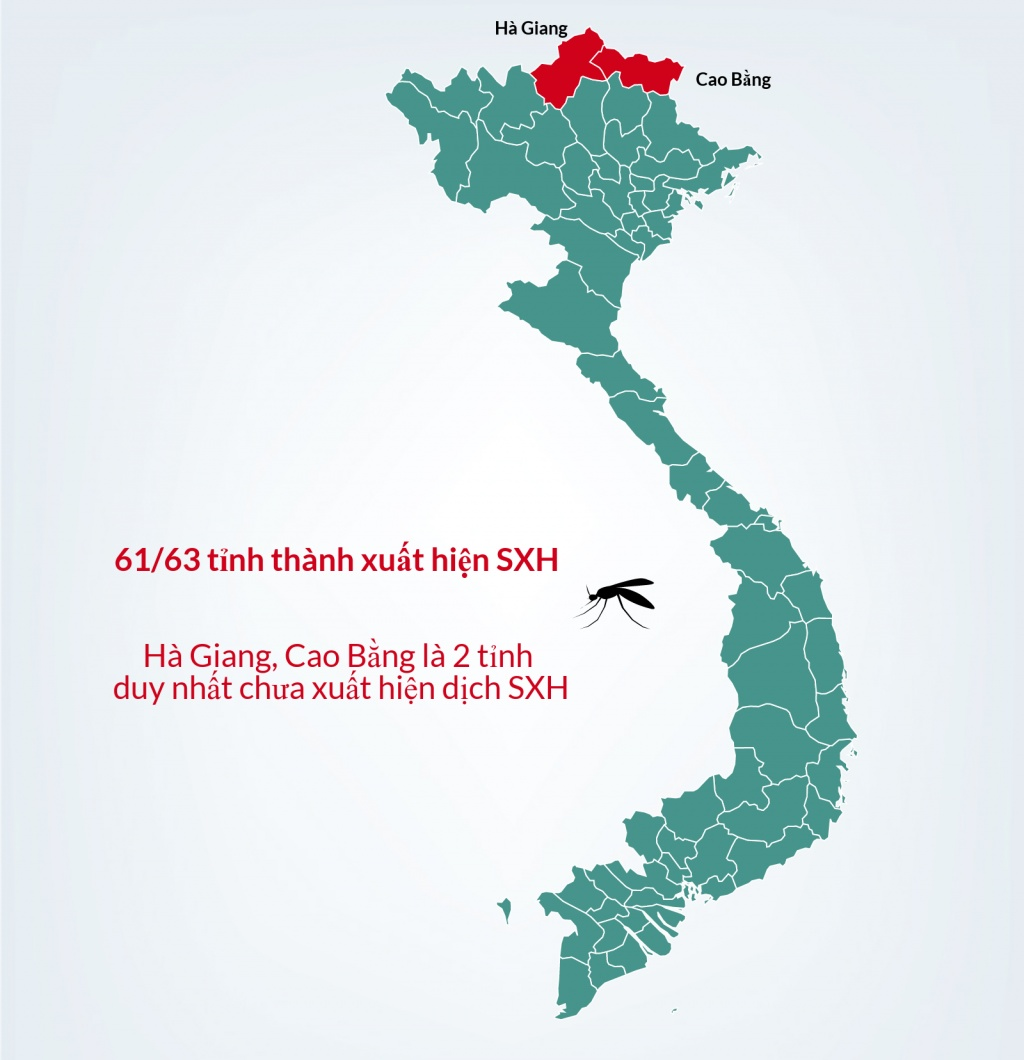 Hà Giang
Cao Bằng
61/63 tỉnh thành xuất hiện SXH
Hà Giang, Cao Bằng là 2 tỉnh
duy nhất chưa xuất hiện dịch SXH